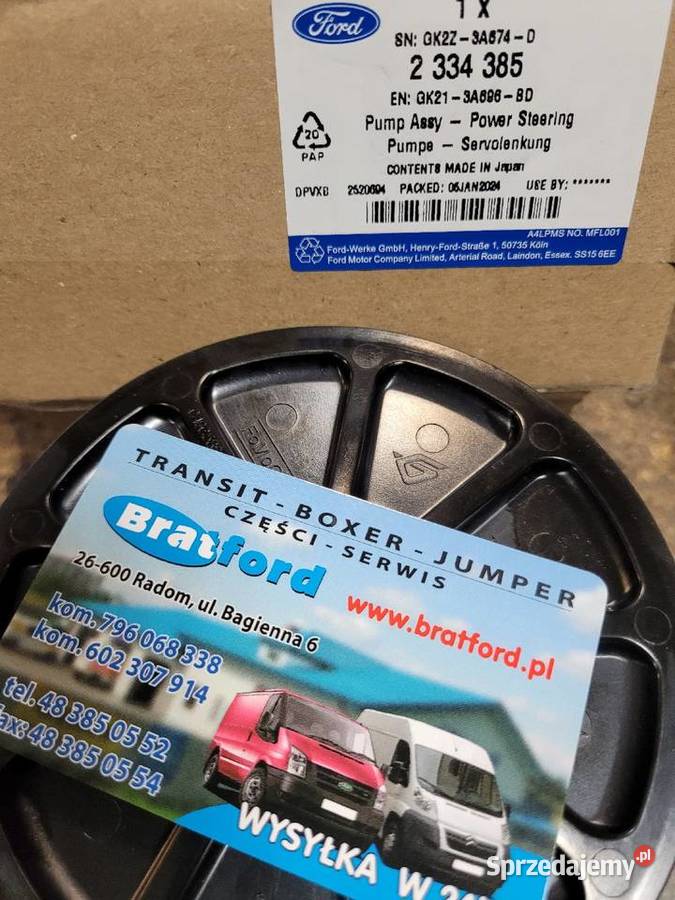 1 X
Ford
SN: GK2Z-3A674-D
2 334 385
EN: GK21-3A696-BD
Pump Assy - Power Steering
Pumpe - Servolenkung
CONTENTS MADE IN Japan
20
PAP
DPVXB 2520694 PACKED: 05JAN2024 USE BY: *******
A4LPMS NO. MFL001
Ford-Werke GmbH, Henry-Ford-Straße 1, 50735 Köln
Ford Motor Company Limited, Arterial Road, Laindon, Essex. SS15 6EE
TRANSIT - BOXER - JUMPER
CZĘŚCI - SERWIS
Bratford
26-600 Radom, ul. Bagienna 6
www.bratford.pl
kom. 796 068 338
kom. 602 307 914
tel. 48 385 05 52
fax: 48 385 05 54
WYSYŁKA W 24
Sprzedajemy.pl